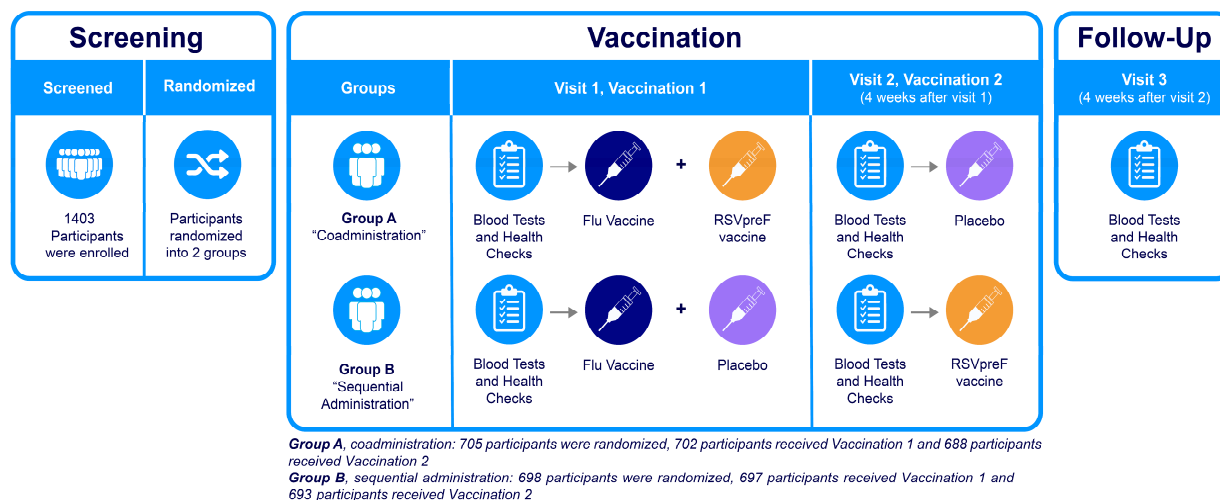 Screening
Screened
Randomized
1403
Participants
were enrolled
Participants
randomized
into 2 groups
Vaccination
Groups
Visit 1, Vaccination 1
Visit 2, Vaccination 2
(4 weeks after visit 1)
Group A
“Coadministration”
Blood Tests
and Health
Checks
Flu Vaccine
+
RSVpreF
vaccine
Blood Tests
and Health
Checks
Placebo
Group B
“Sequential
Administration”
Blood Tests
and Health
Checks
Flu Vaccine
+
Placebo
Blood Tests
and Health
Checks
RSVpreF
vaccine
Follow-Up
Visit 3
(4 weeks after visit 2)
Blood Tests
and Health
Checks
Group A, coadministration: 705 participants were randomized, 702 participants received Vaccination 1 and 688 participants
received Vaccination 2
Group B, sequential administration: 698 participants were randomized, 697 participants received Vaccination 1 and
693 participants received Vaccination 2